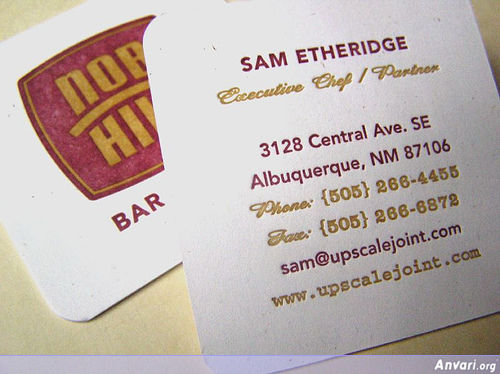 NOB
HI
BAR
SAM ETHERIDGE
Executive Chef / Partner
3128 Central Ave. SE
Albuquerque, NM 87106
Phone: {505} 266-4455
Fax: {505} 266-6872
sam@upscalejoint.com
www.upscalejoint.com
Anvari.org